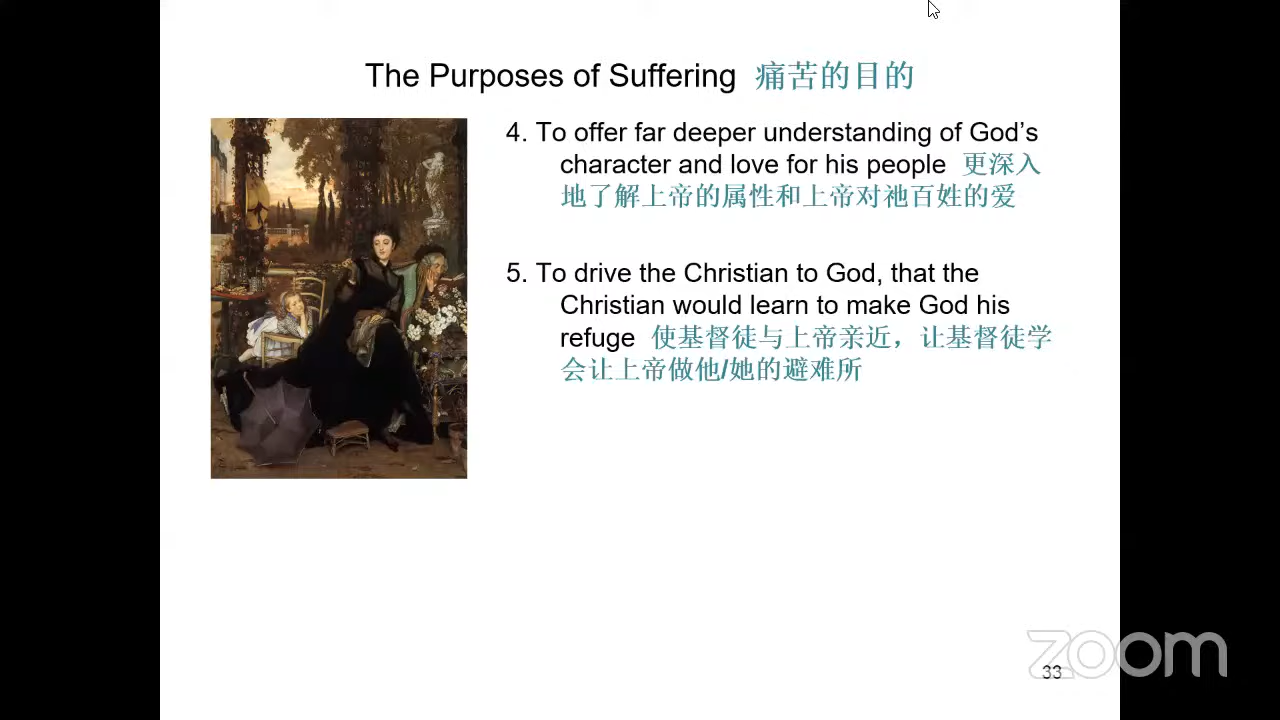 The Purposes of Suffering 痛苦的目的
4. To offer far deeper understanding of God's
character and love for his people 更深入
地了解上帝的属性和上帝对祂百姓的爱
5. To drive the Christian to God, that the
Christian would learn to make God his
refuge 使基督徒与上帝亲近，让基督徒学
会让上帝做他/她的避难所
zoom
33